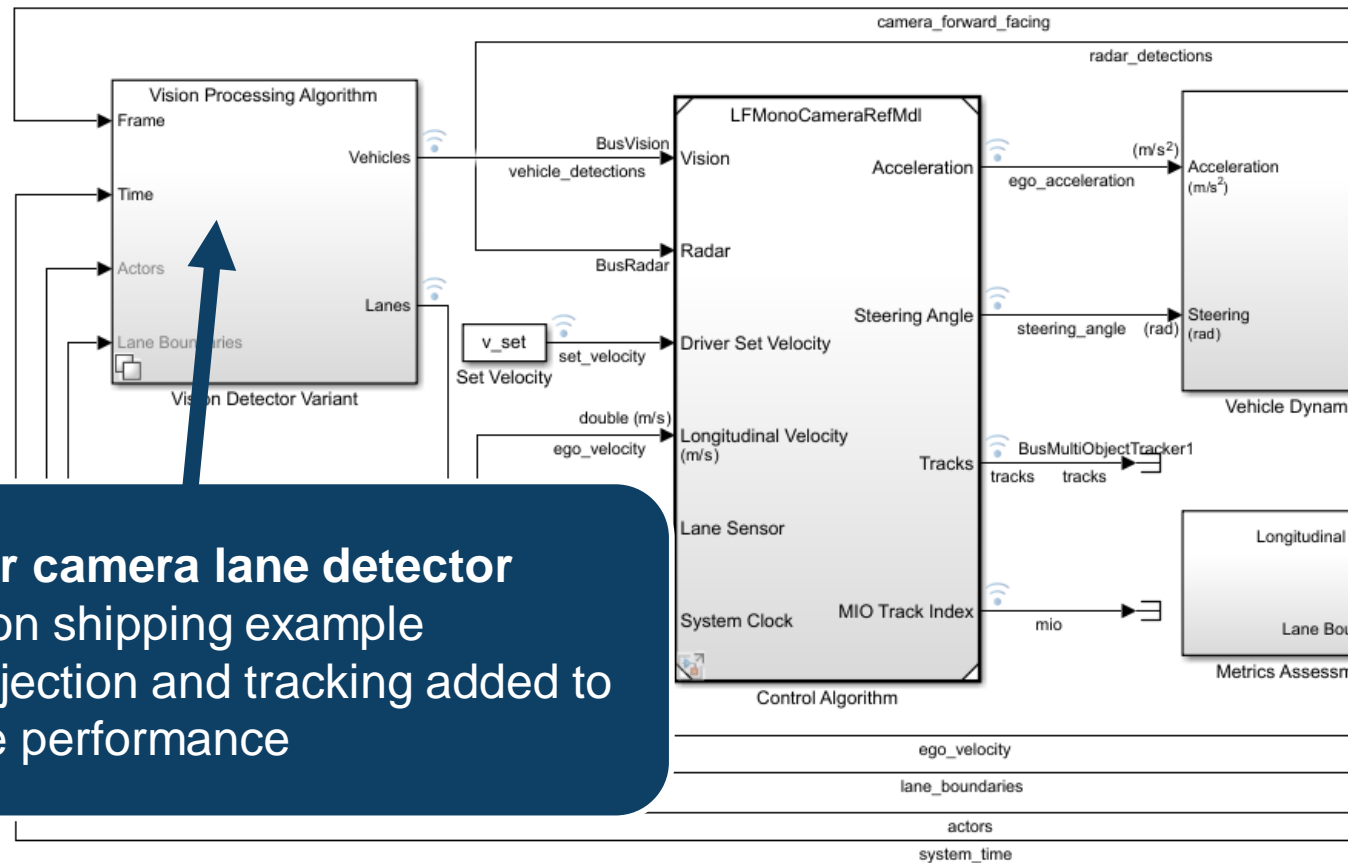 camera_forward_facing
radar_detections
Vision Processing Algorithm
Frame
Vehicles
Time
Actors
Lanes
Lane Boundaries
Vision Detector Variant
BusVision
vehicle_detections
BusRadar
v_set
set_velocity
Set Velocity
double (m/s)
ego_velocity
LFMonoCameraRefMdl
Vision
Acceleration
Radar
Steering Angle
Driver Set Velocity
Longitudinal Velocity
(m/s)
Tracks
Lane Sensor
System Clock
MIO Track Index
Control Algorithm
(m/s²)
ego_acceleration
Acceleration
(m/s²)
steering_angle (rad)
Steering
(rad)
Vehicle Dynam
BusMultiObjectTracker1
tracks tracks
mio
Longitudinal
Lane Bou
Metrics Assessm
r camera lane detector
on shipping example
jection and tracking added to
e performance
ego_velocity
lane_boundaries
actors
system_time